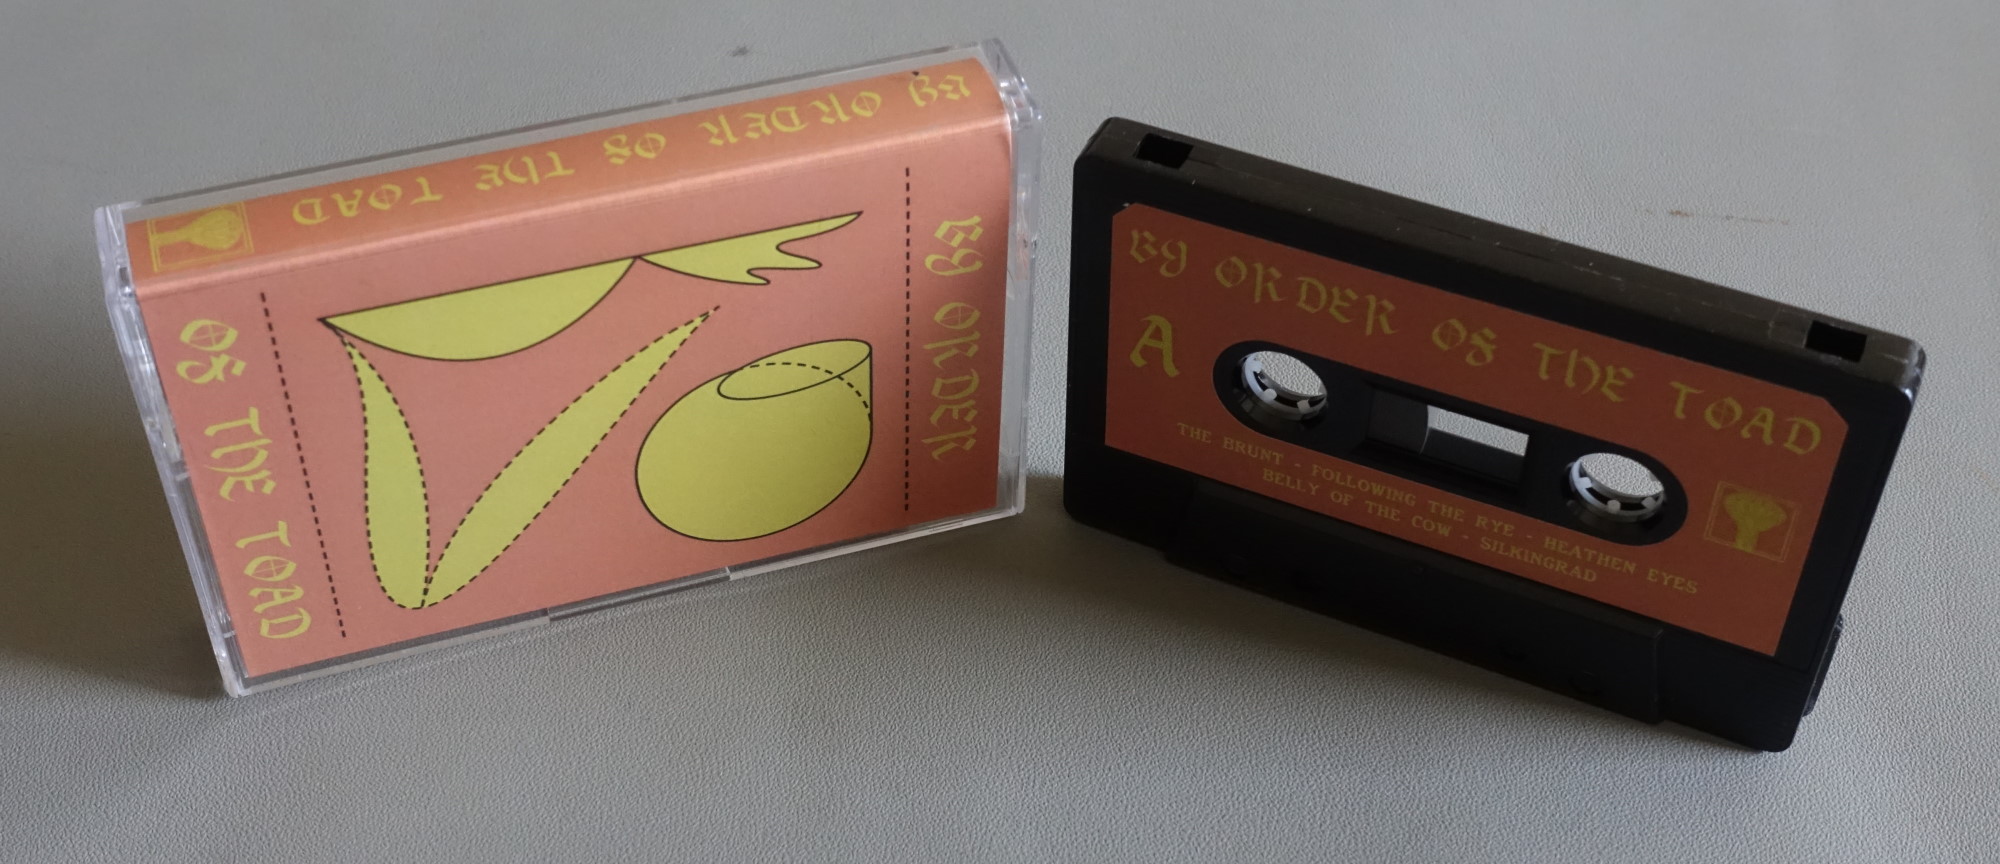 BY ORDER OF THE TOAD
BY ORDER
OF THE TOAD
BY ORDER OF THE TOAD
A
THE BRUNT - FOLLOWING THE RYE - HEATHEN EYES
BELLY OF THE COW - SILKINGRAD